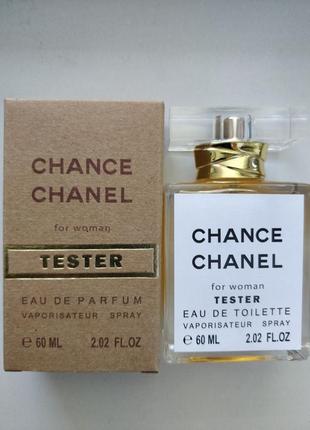 CHANCE
CHANEL
for woman
TESTER
EAU DE PARFUM
VAPORISATEUR SPRAY
℮ 60 ML 2.02 FL.OZ
CHANCE
CHANEL
for woman
TESTER
EAU DE TOILETTE
VAPORISATEUR SPRAY
℮ 60 ML 2.02 FL.OZ